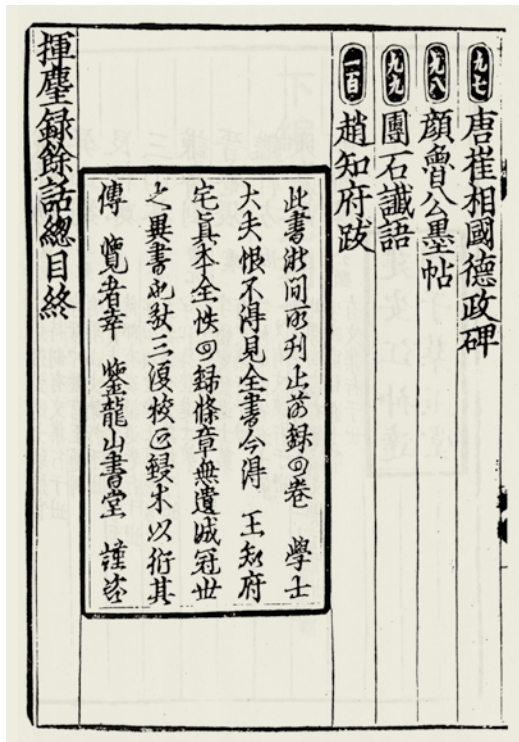 九七 唐崔相國德政碑
九八 顔魯公墨帖
九九 團石讖語
一百 趙知府跋
此書浙間所刊止前録四卷 學士
大夫恨不得見全書今得 王知府
宅真本全帙四録條章無遺誠冠世
之異書也敬三復校正鋟木以衍其
傳 覽者幸 鑒龍山書堂 謹咨
揮麈録餘話總目終